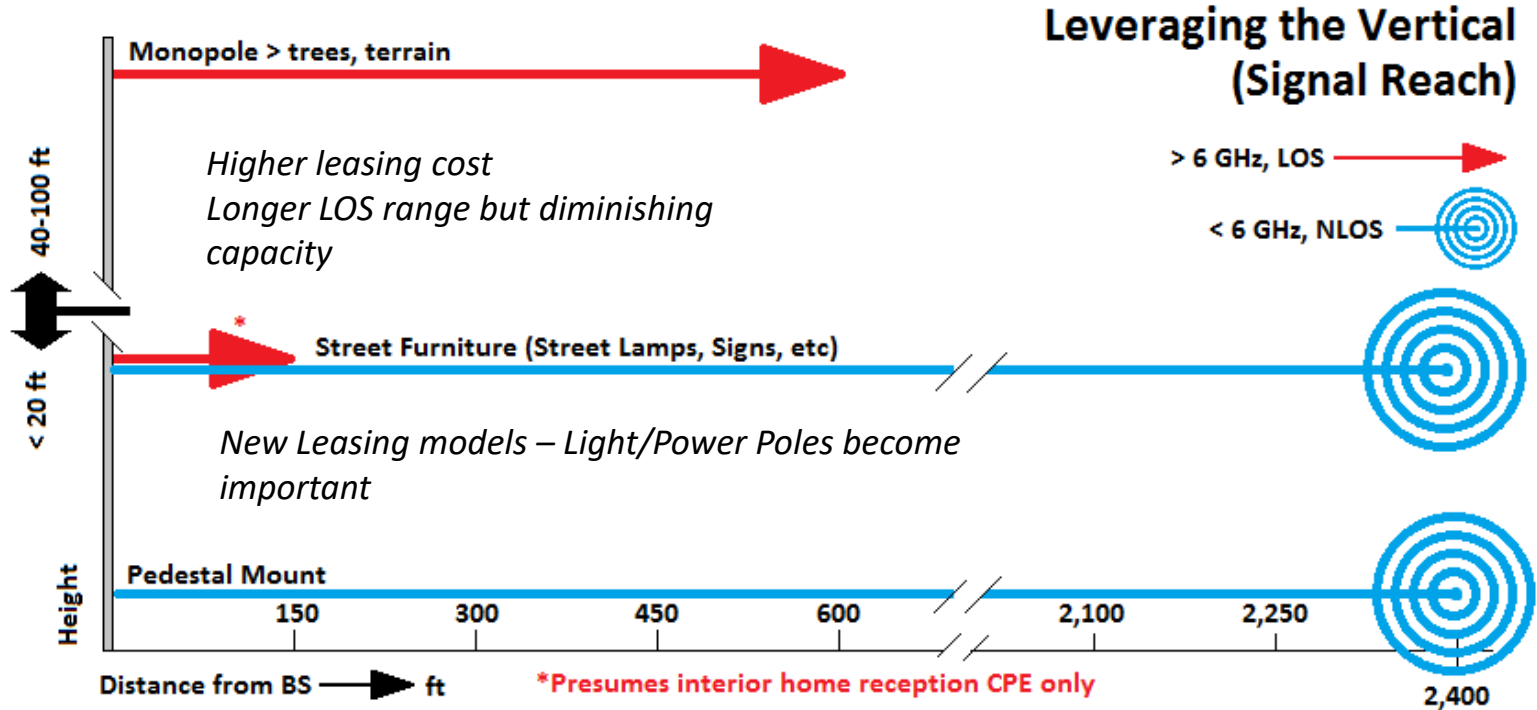 Leveraging the Vertical
(Signal Reach)
Monopole > trees, terrain
> 6 GHz, LOS
< 6 GHz, NLOS
40-100 ft
Higher leasing cost
Longer LOS range but diminishing
capacity
*
Street Furniture (Street Lamps, Signs, etc)
< 20 ft
New Leasing models – Light/Power Poles become
important
Height
Pedestal Mount
150 300 450 600 2,100 2,250
2,400
Distance from BS ft
*Presumes interior home reception CPE only